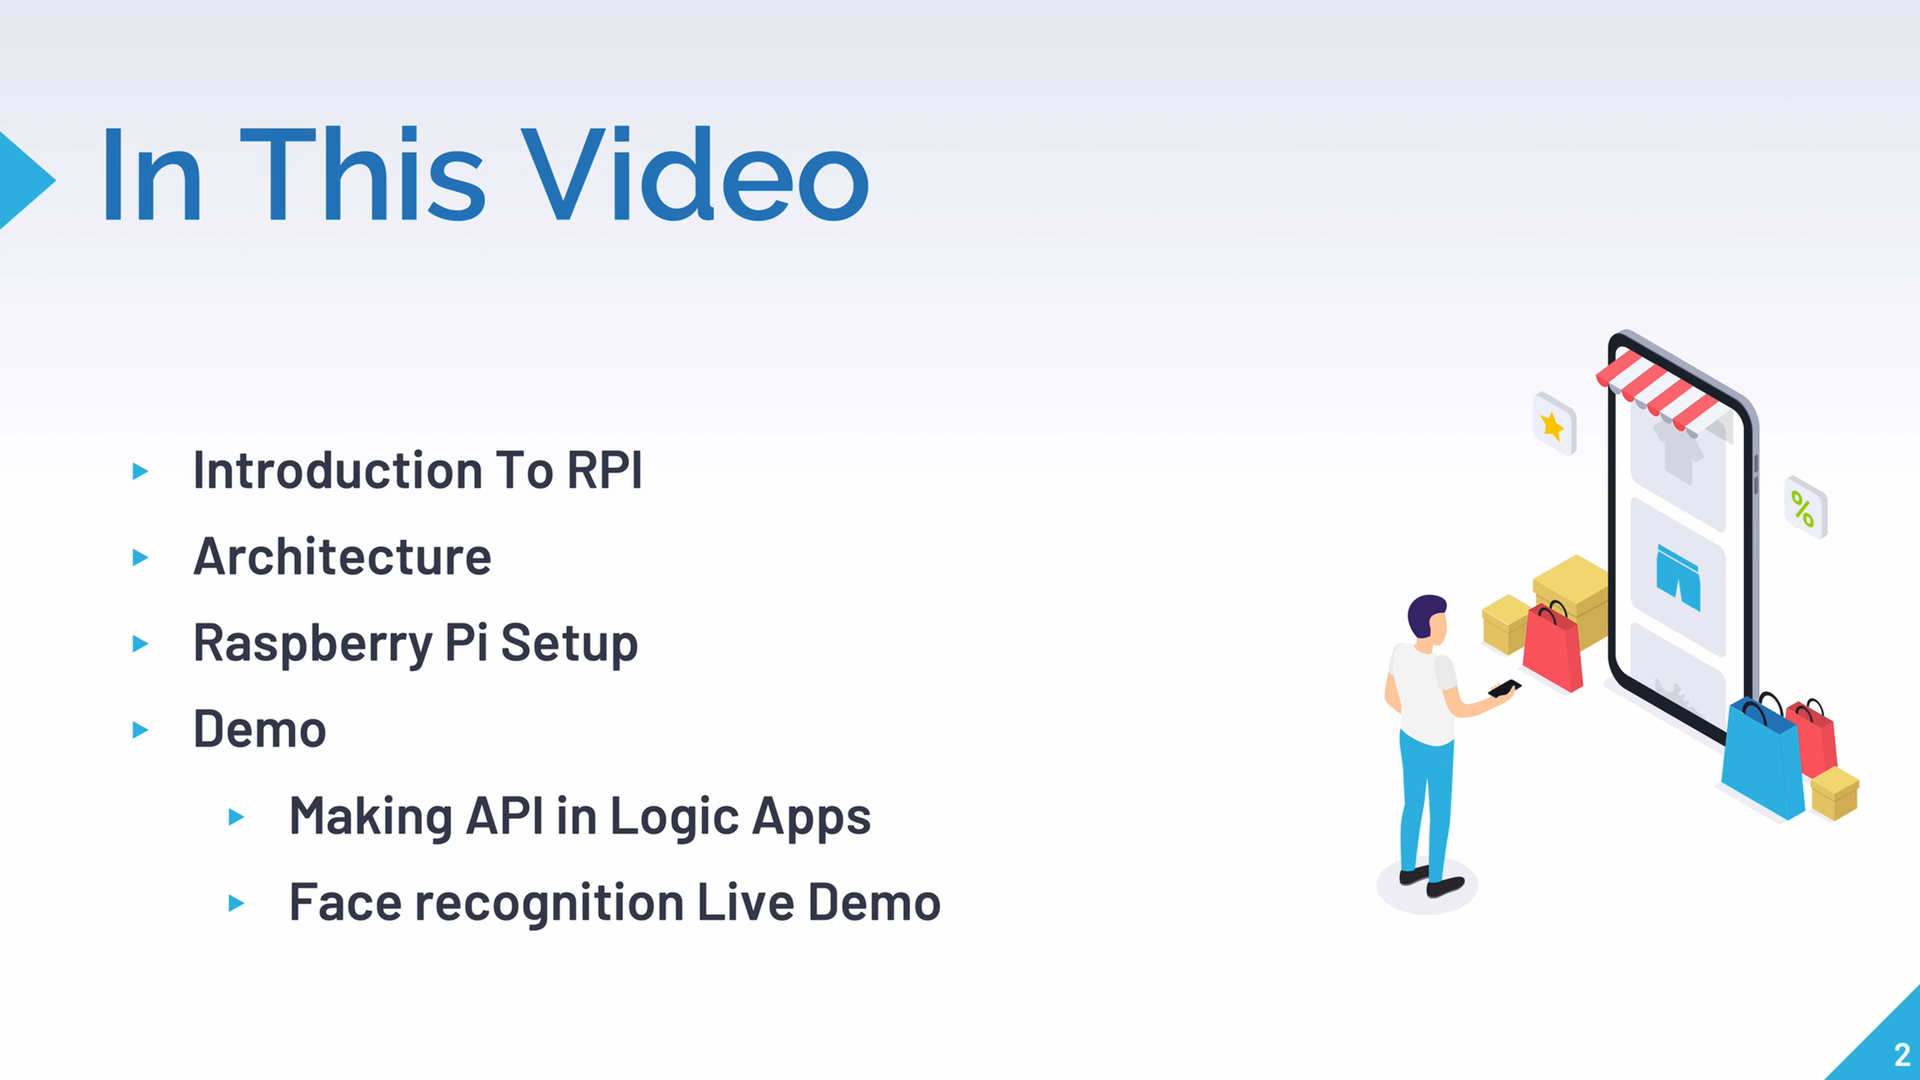 In This Video
Introduction To RPI
Architecture
Raspberry Pi Setup
Demo
Making API in Logic Apps
Face recognition Live Demo
%
2